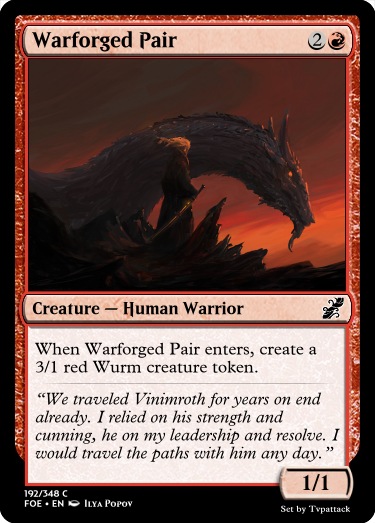 Warforged Pair
2
Creature — Human Warrior
When Warforged Pair enters, create a
3/1 red Wurm creature token.
“We traveled Vinimroth for years on end
already. I relied on his strength and
cunning, he on my leadership and resolve. I
would travel the paths with him any day.”
1/1
192/348 C
FOE • EN Ilya Popov
Set by Tvpattack